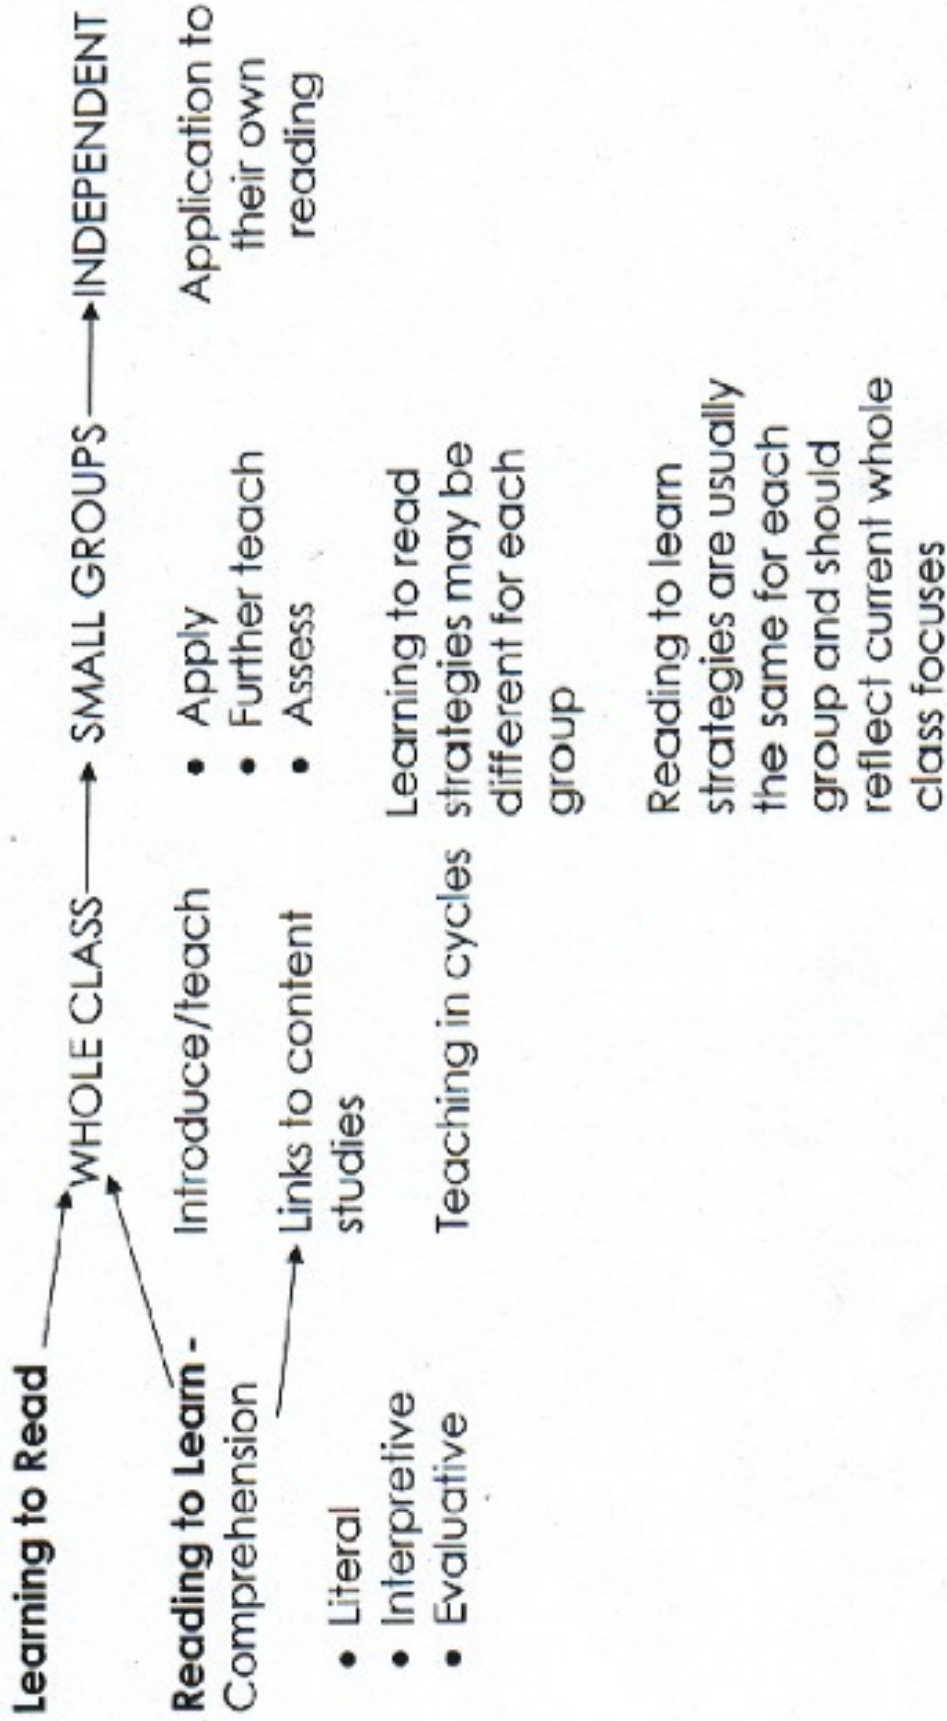 Learning to Read
WHOLE CLASS
SMALL GROUPS
INDEPENDENT
Reading to Learn -
Comprehension
• Literal
• Interpretive
• Evaluative
Introduce/teach
Links to content
studies
Teaching in cycles
• Apply
• Further teach
• Assess
Learning to read
strategies may be
different for each
group
Reading to learn
strategies are usually
the same for each
group and should
reflect current whole
class focuses
Application to
their own
reading